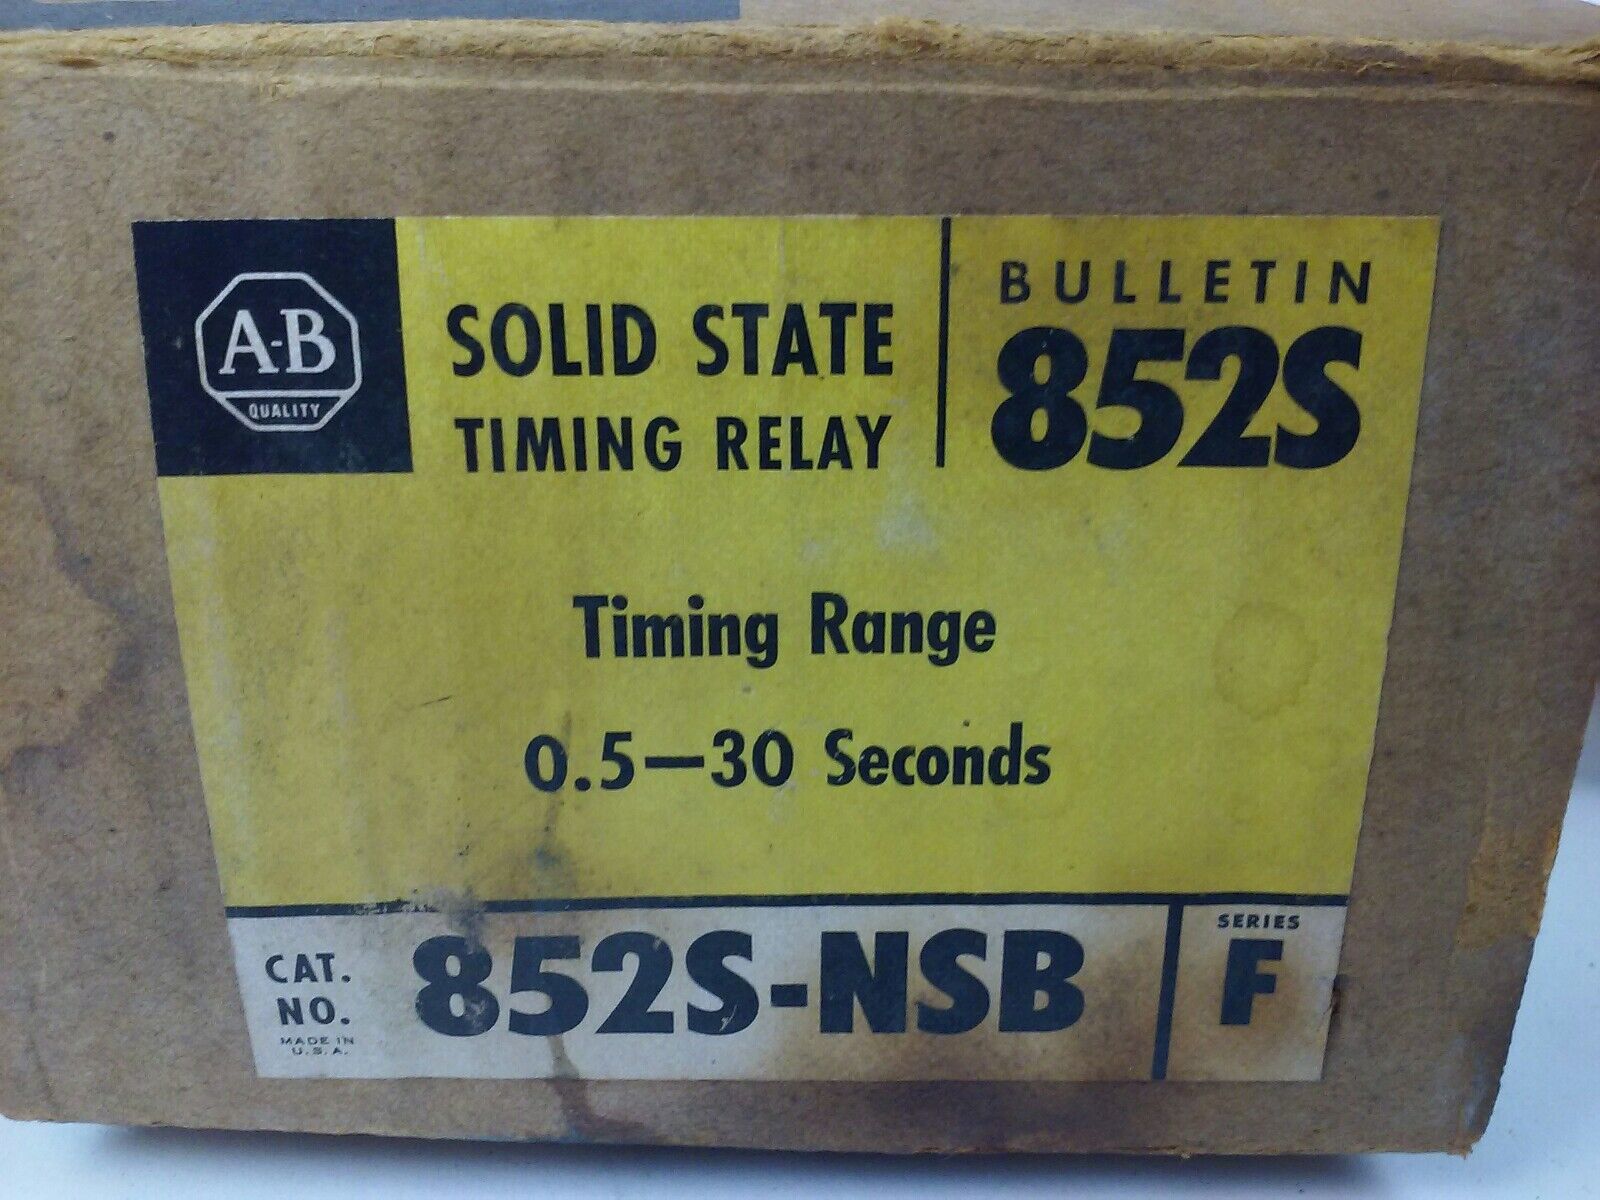 A-B
QUALITY
SOLID STATE
TIMING RELAY
BULLETIN
852S
Timing Range
0.5—30 Seconds
CAT.
NO.
MADE IN
U.S.A.
852S-NSB
SERIES
F